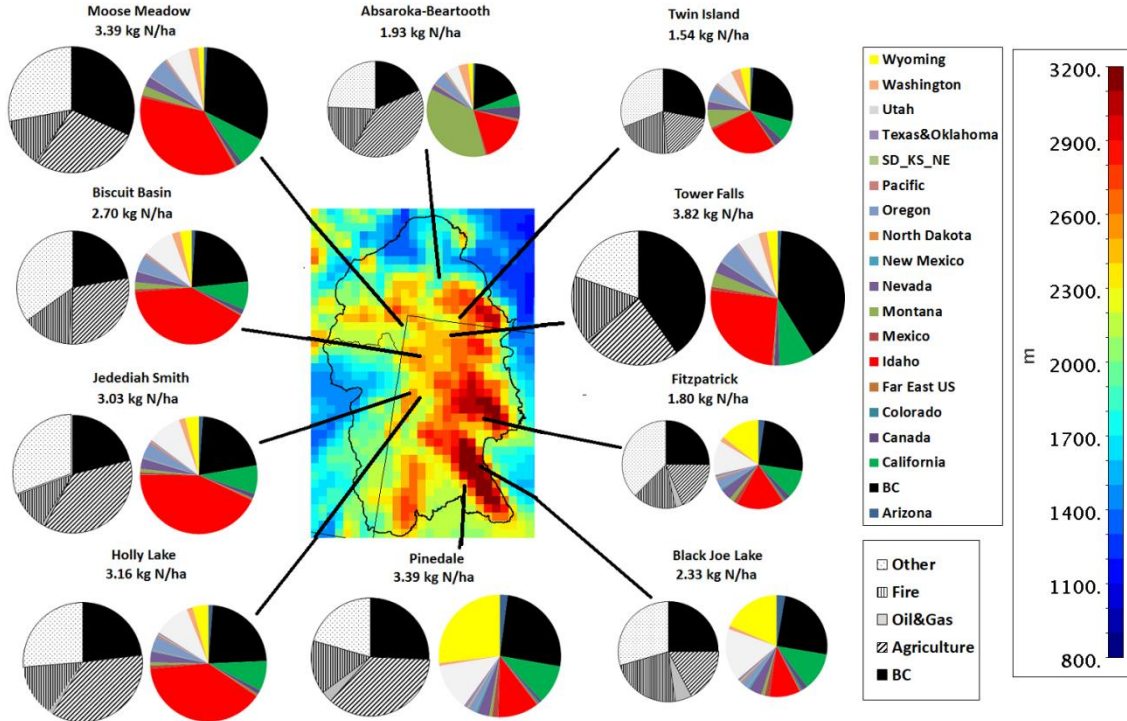 Moose Meadow
3.39 kg N/ha
Absaroka-Beartooth
1.93 kg N/ha
Twin Island
1.54 kg N/ha
Biscuit Basin
2.70 kg N/ha
Tower Falls
3.82 kg N/ha
Jedediah Smith
3.03 kg N/ha
Fitzpatrick
1.80 kg N/ha
Holly Lake
3.16 kg N/ha
Pinedale
3.39 kg N/ha
Black Joe Lake
2.33 kg N/ha
Wyoming
Washington
Utah
Texas&Oklahoma
SD_KS_NE
Pacific
Oregon
North Dakota
New Mexico
Nevada
Montana
Mexico
Idaho
Far East US
Colorado
Canada
California
BC
Arizona
Other
Fire
Oil&Gas
Agriculture
BC
3200.
2900.
2600.
2300.
2000.
1700.
1400.
1100.
800.
m